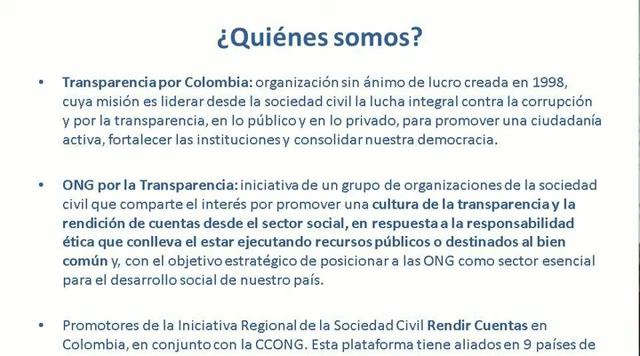 ¿Quiénes somos?
• Transparencia por Colombia: organización sin ánimo de lucro creada en 1998,
cuya misión es liderar desde la sociedad civil la lucha integral contra la corrupción
y por la transparencia, en lo público y en lo privado, para promover una ciudadanía
activa, fortalecer las instituciones y consolidar nuestra democracia.
• ONG por la Transparencia: iniciativa de un grupo de organizaciones de la sociedad
civil que comparte el interés por promover una cultura de la transparencia y la
rendición de cuentas desde el sector social, en respuesta a la responsabilidad
ética que conlleva el estar ejecutando recursos públicos o destinados al bien
común y, con el objetivo estratégico de posicionar a las ONG como sector esencial
para el desarrollo social de nuestro país.
• Promotores de la Iniciativa Regional de la Sociedad Civil Rendir Cuentas en
Colombia, en conjunto con la CCONG. Esta plataforma tiene aliados en 9 países de